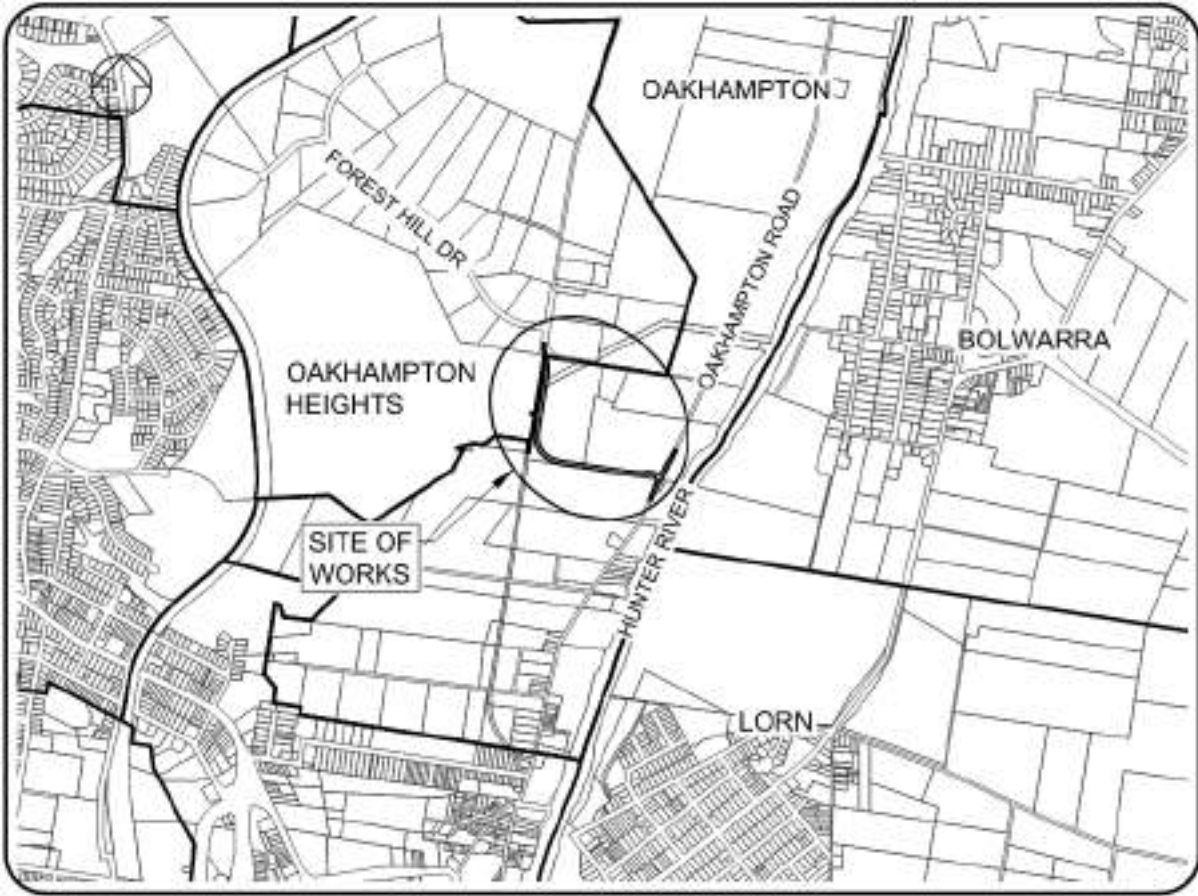 OAKHAMPTON
FOREST HILL DR
OAKHAMPTON ROAD
BOLWARRA
OAKHAMPTON
HEIGHTS
SITE OF
WORKS
HUNTER RIVER
LORN